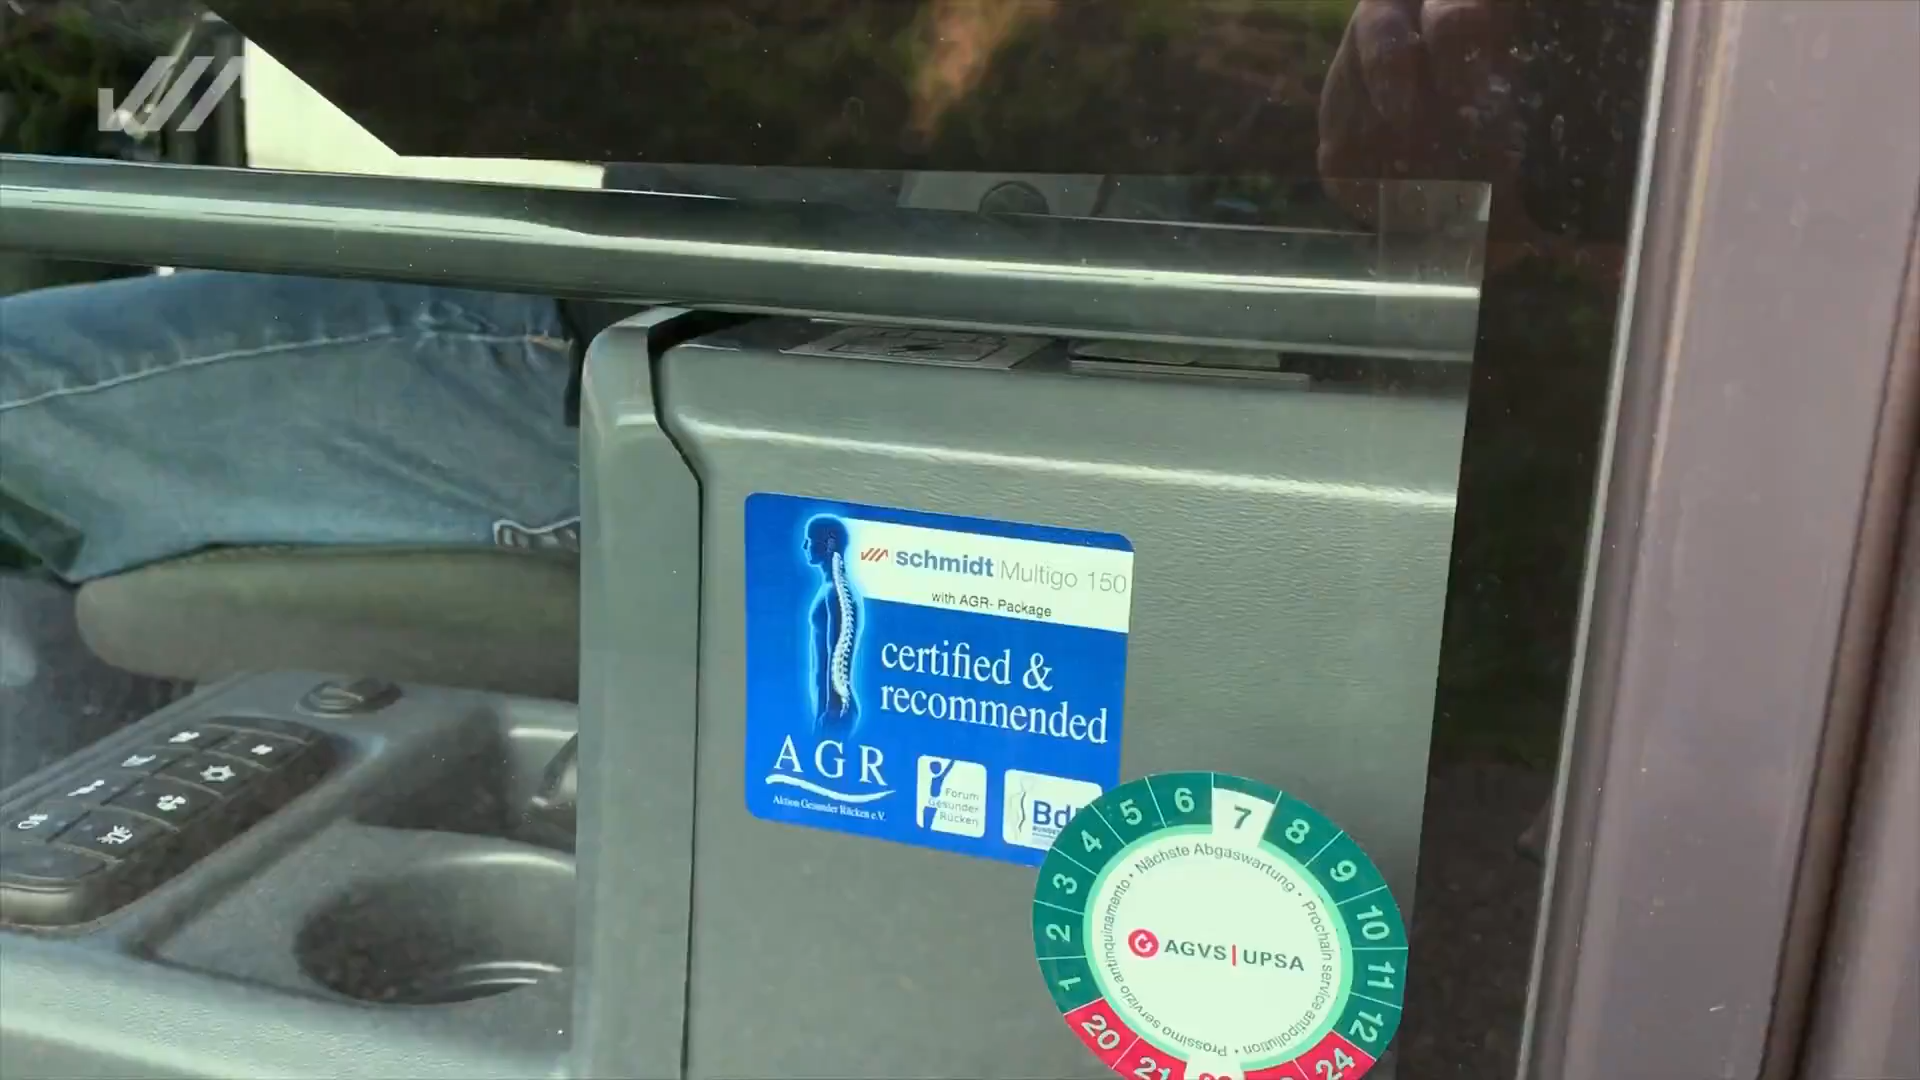 schmidt Multigo 150
with AGR- Package
certified &
recommended
AGR
Aktion Gesunder Rücken e.V.
Forum
Gesunder
Rücken
1 2 3 4 5 6 7 8 9 10 11 12
Nächste Abgaswartung • Prochain service antipollution • Prossimo servizio antinquinamento •
AGVS|UPSA
20 21 24